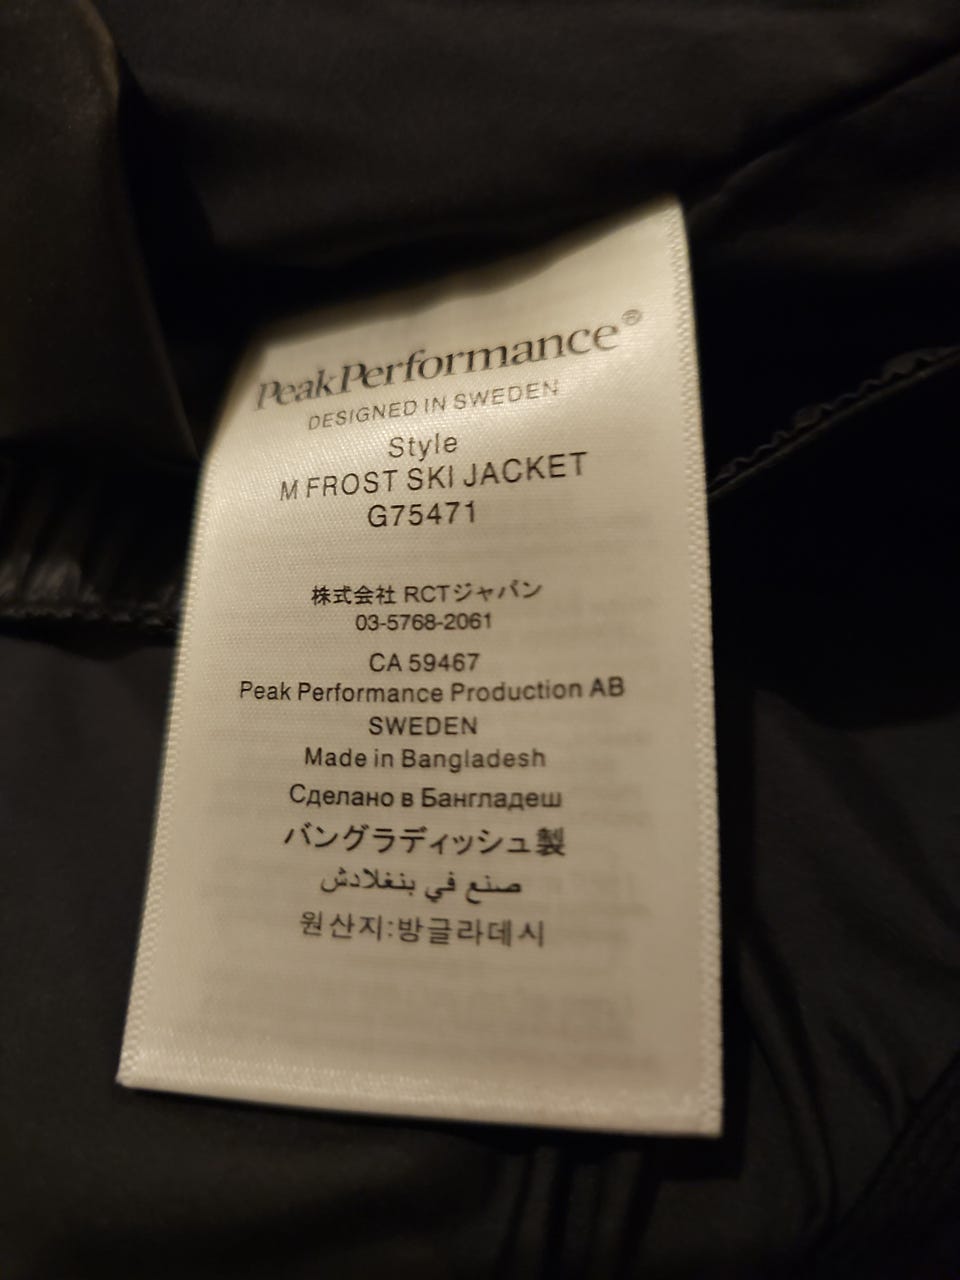 PeakPerformance®
DESIGNED IN SWEDEN
Style
M FROST SKI JACKET
G75471
株式会社 RCTジャパン
03-5768-2061
CA 59467
Peak Performance Production AB
SWEDEN
Made in Bangladesh
Сделано в Бангладеш
バングラディッシュ製
صنع في بنغلادش
원산지:방글라데시